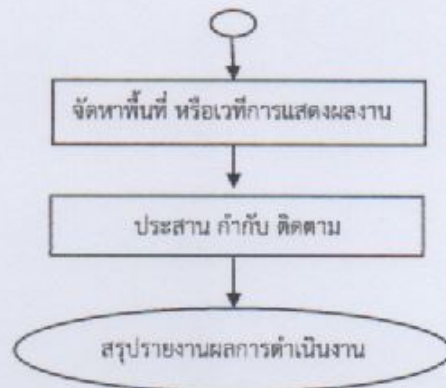 จัดหาพื้นที่ หรือเวทีการแสดงผลงาน
ประสาน กำกับ ติดตาม
สรุปรายงานผลการดำเนินงาน